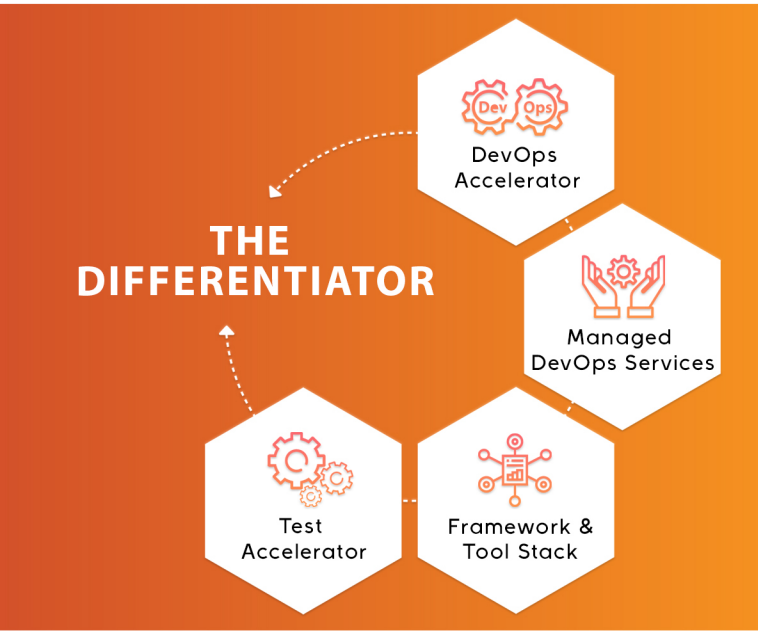 Dev Ops
DevOps
Accelerator
THE
DIFFERENTIATOR
Managed
DevOps Services
Test
Accelerator
Framework &
Tool Stack